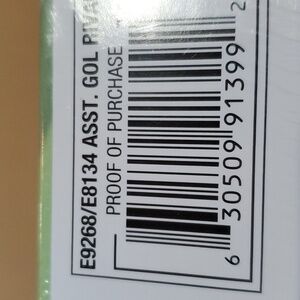 E9268/E8134 ASST. GOL
PROOF OF PURCHASE
6 30509 91399 2